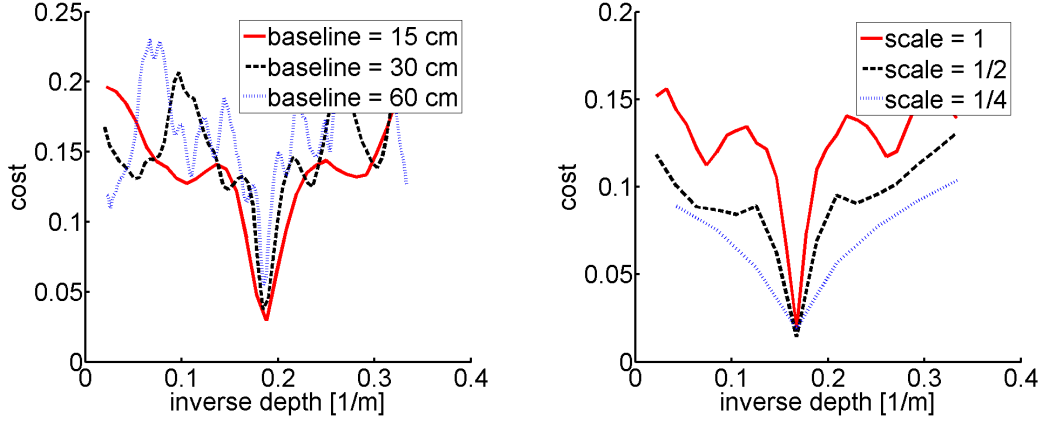 0.25
0.2
0.15
0.1
0.05
0
cost
baseline = 15 cm
baseline = 30 cm
baseline = 60 cm
0 0.1 0.2 0.3 0.4
inverse depth [1/m]
0.2
0.15
0.1
0.05
0
cost
scale = 1
scale = 1/2
scale = 1/4
0 0.1 0.2 0.3 0.4
inverse depth [1/m]